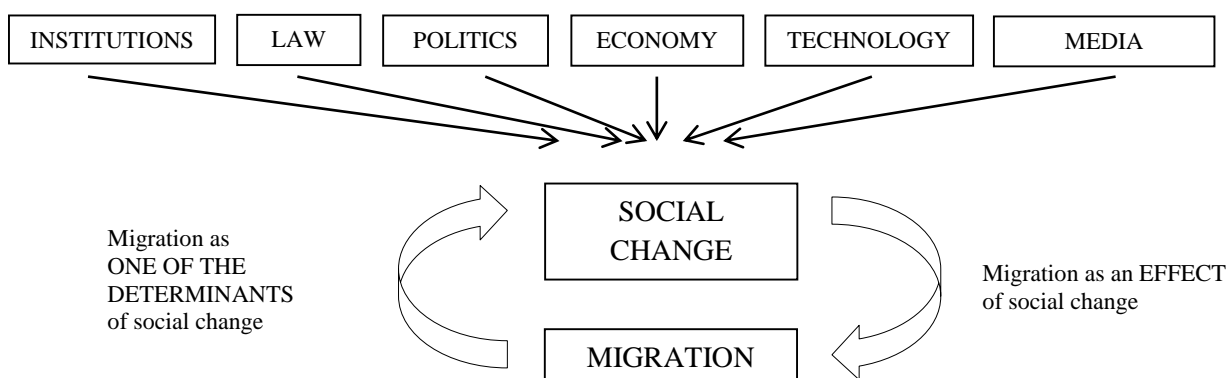 INSTITUTIONS
LAW
POLITICS
ECONOMY
TECHNOLOGY
MEDIA
SOCIAL
CHANGE
Migration as
ONE OF THE
DETERMINANTS
of social change
Migration as an EFFECT
of social change
MIGRATION